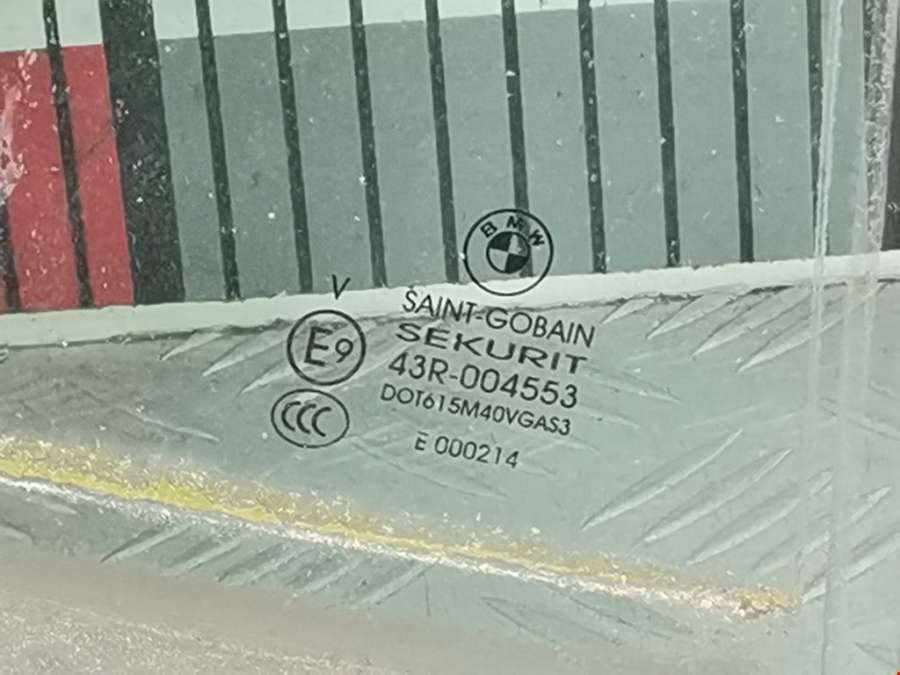 BMW
V
SAINT-GOBAIN
SEKURIT
E9
43R-004553
DOT615M40VGAS3
CCC
E 000214